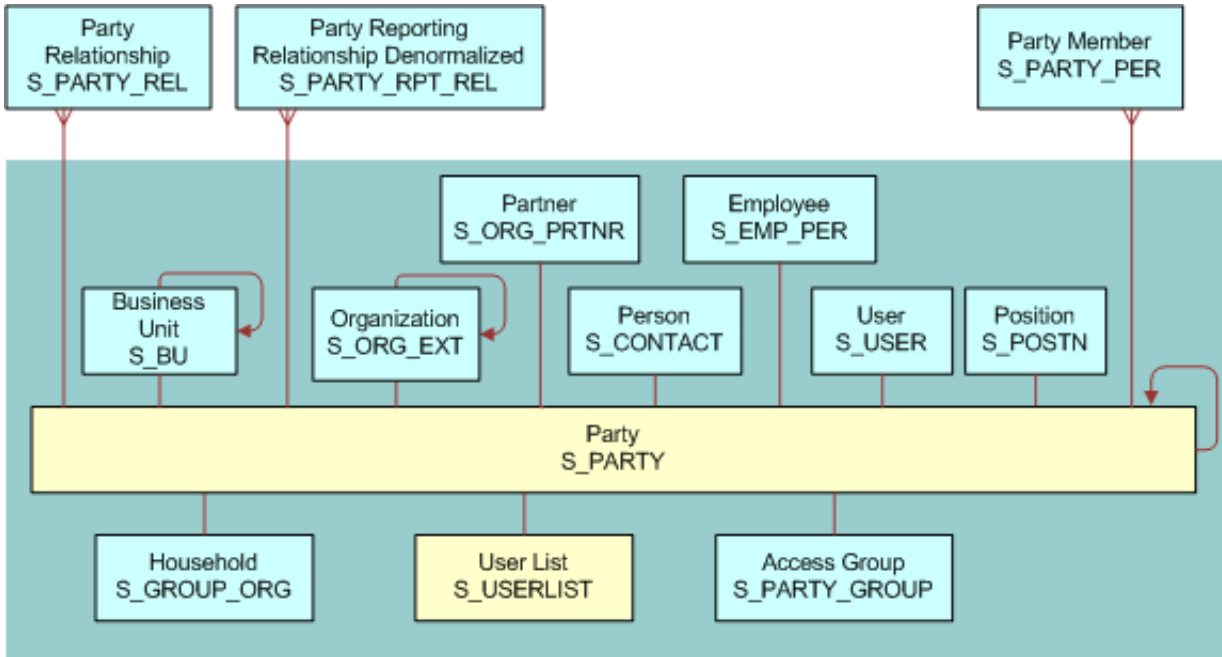 Party
Relationship
S_PARTY_REL
Party Reporting
Relationship Denormalized
S_PARTY_RPT_REL
Party Member
S_PARTY_PER
Partner
S_ORG_PRTNR
Employee
S_EMP_PER
Business
Unit
S_BU
Organization
S_ORG_EXT
Person
S_CONTACT
User
S_USER
Position
S_POSTN
Party
S_PARTY
Household
S_GROUP_ORG
User List
S_USERLIST
Access Group
S_PARTY_GROUP